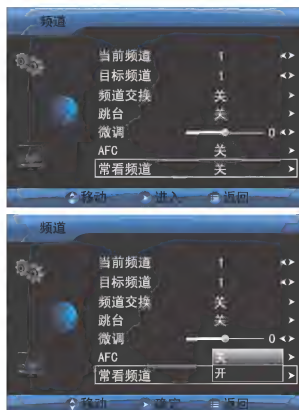 频道
当前频道 1
目标频道 1
频道交换 关
跳台 关
微调 0
AFC 关
常看频道 关
移动 进入 返回
频道
当前频道 1
目标频道 1
频道交换 关
跳台 关
微调 0
AFC 关
常看频道 开
移动 确定 返回